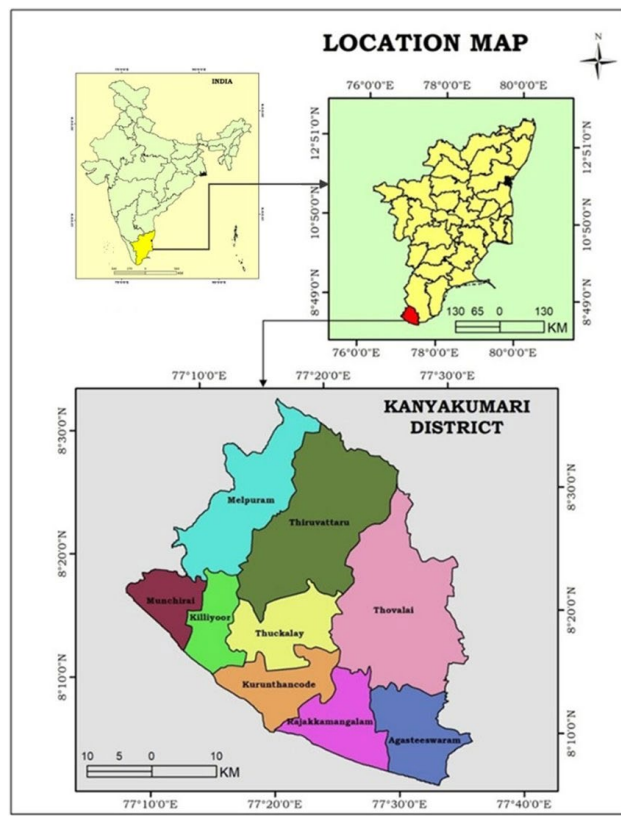 LOCATION MAP
N
INDIA
76°0'0"E
78°0'0"E
80°0'0"E
12°51'0"N
10°50'0"N
8°49'0"N
12°51'0"N
10°50'0"N
8°49'0"N
130 65 0 130
KM
76°0'0"E
78°0'0"E
80°0'0"E
77°10'0"E
77°20'0"E
77°30'0"E
KANYAKUMARI
DISTRICT
8°30'0"N
8°20'0"N
8°10'0"N
8°30'0"N
8°20'0"N
8°10'0"N
Melpuram
Thiruvattaru
Munchirai
Killiyoor
Thuckalay
Thovalai
Kurunthancode
Rajakkamangalam
Agasteeswaram
10 5 0 10
KM
77°10'0"E
77°20'0"E
77°30'0"E
77°40'0"E